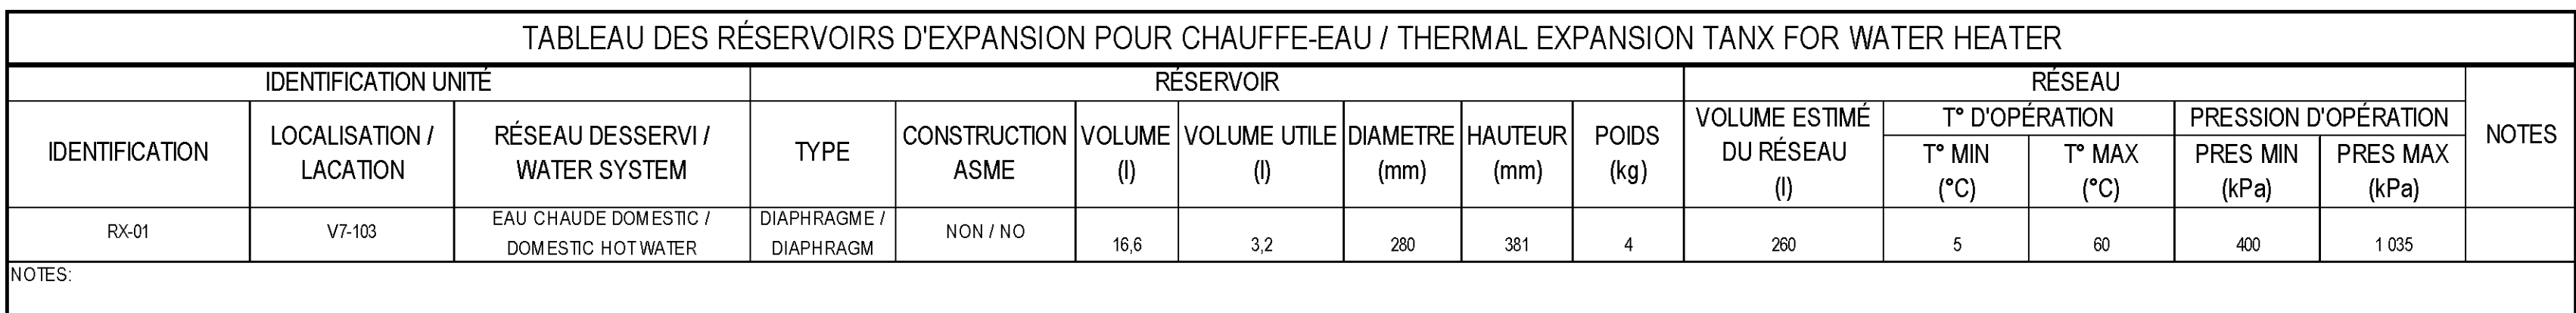 TABLEAU DES RÉSERVOIRS D'EXPANSION POUR CHAUFFE-EAU / THERMAL EXPANSION TANX FOR WATER HEATER
IDENTIFICATION UNITÉ RÉSERVOIR RÉSEAU NOTES
IDENTIFICATION
LOCALISATION /
LACATION
RÉSEAU DESSERVI /
WATER SYSTEM
TYPE
CONSTRUCTION
ASME
VOLUME
(l)
VOLUME UTILE
(l)
DIAMETRE
(mm)
HAUTEUR
(mm)
POIDS
(kg)
VOLUME ESTIMÉ
DU RÉSEAU
(l)
T° D'OPÉRATION
T° MIN
(°C)
T° MAX
(°C)
PRESSION D'OPÉRATION
PRES MIN
(kPa)
PRES MAX
(kPa)
RX-01
V7-103
EAU CHAUDE DOMESTIC /
DOMESTIC HOT WATER
DIAPHRAGME /
DIAPHRAGM
NON / NO
16,6
3,2
280
381
4
260
5
60
400
1 035
NOTES: